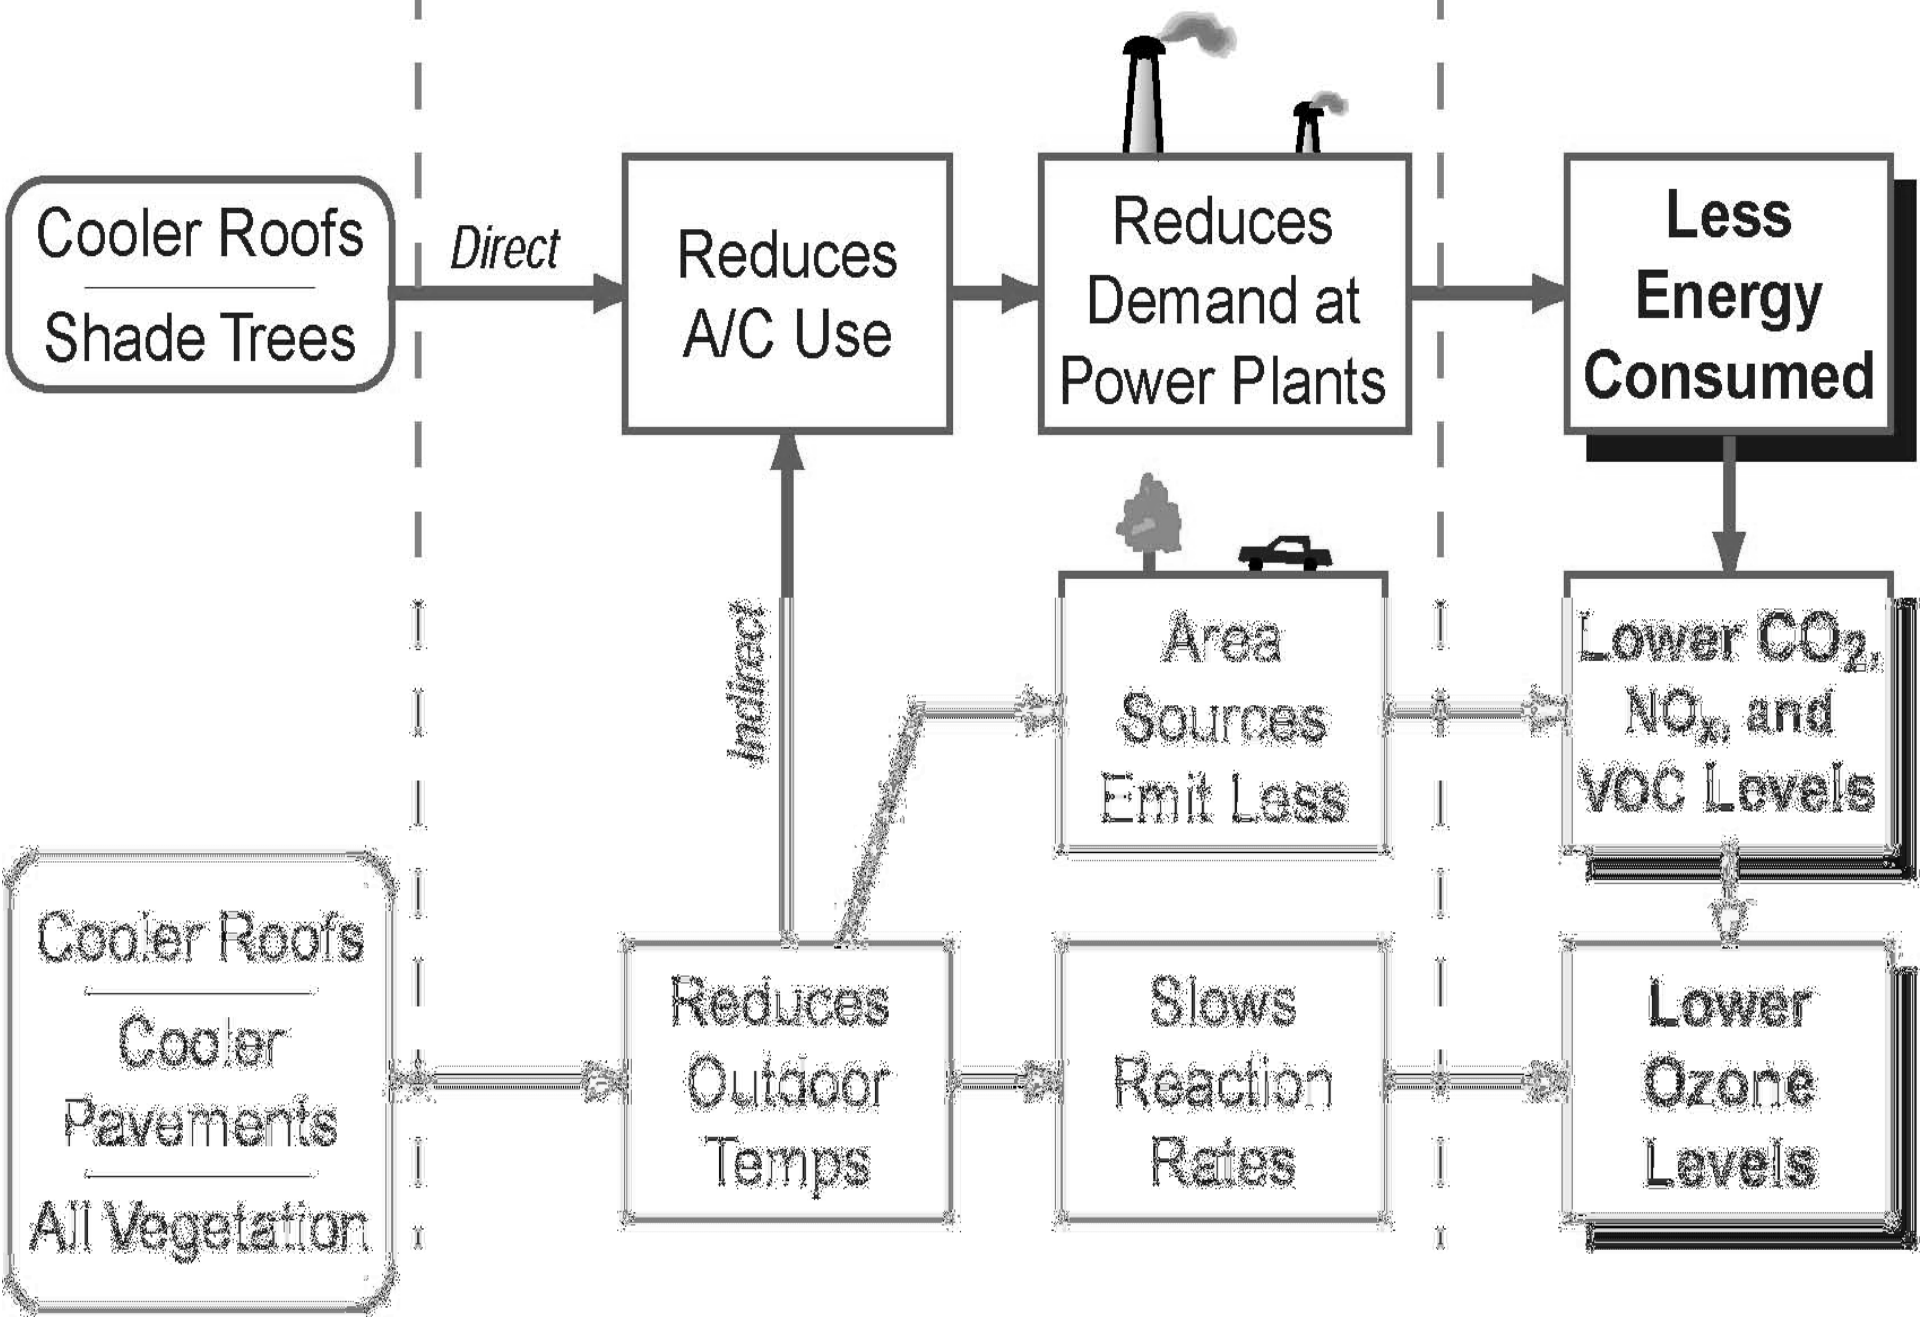 Cooler Roofs
Shade Trees
Direct
Reduces
A/C Use
Reduces
Demand at
Power Plants
Less
Energy
Consumed
Indirect
Area
Sources
Emit Less
Lower CO₂,
NOₓ, and
VOC Levels
Cooler Roofs
Cooler
Pavements
All Vegetation
Reduces
Outdoor
Temps
Slows
Reaction
Rates
Lower
Ozone
Levels